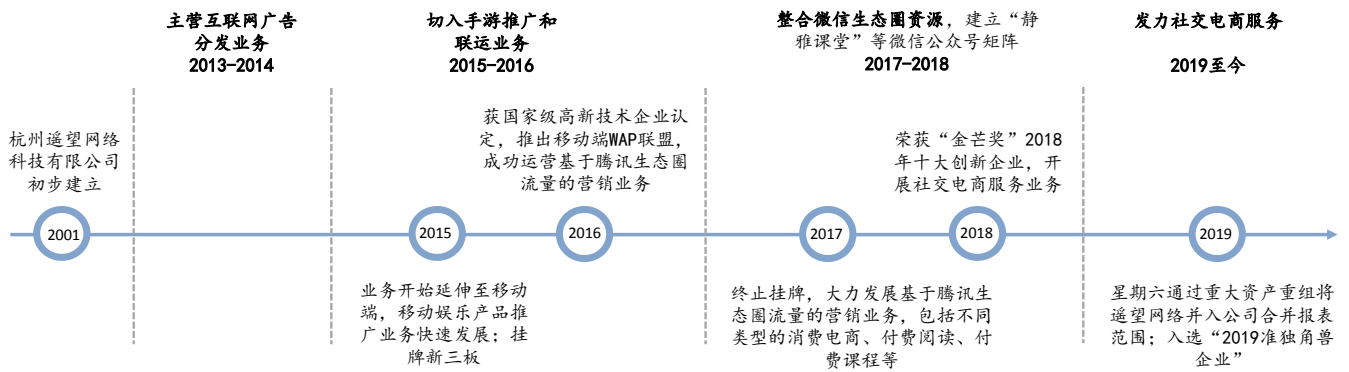 主营互联网广告
分发业务
2013-2014
切入手游推广和
联运业务
2015-2016
整合微信生态圈资源，建立“静
雅课堂”等微信公众号矩阵
2017-2018
发力社交电商服务
2019至今
杭州遥望网络
科技有限公司
初步建立
获国家级高新技术企业认
定，推出移动端WAP联盟，
成功运营基于腾讯生态圈
流量的营销业务
荣获“金芒奖”2018
年十大创新企业，开
展社交电商服务业务
2001
2015
2016
2017
2018
2019
业务开始延伸至移动
端，移动娱乐产品推
广业务快速发展；挂
牌新三板
终止挂牌，大力发展基于腾讯生
态圈流量的营销业务，包括不同
类型的消费电商、付费阅读、付
费课程等
星期六通过重大资产重组将
遥望网络并入公司合并报表
范围；入选“2019准独角兽
企业”